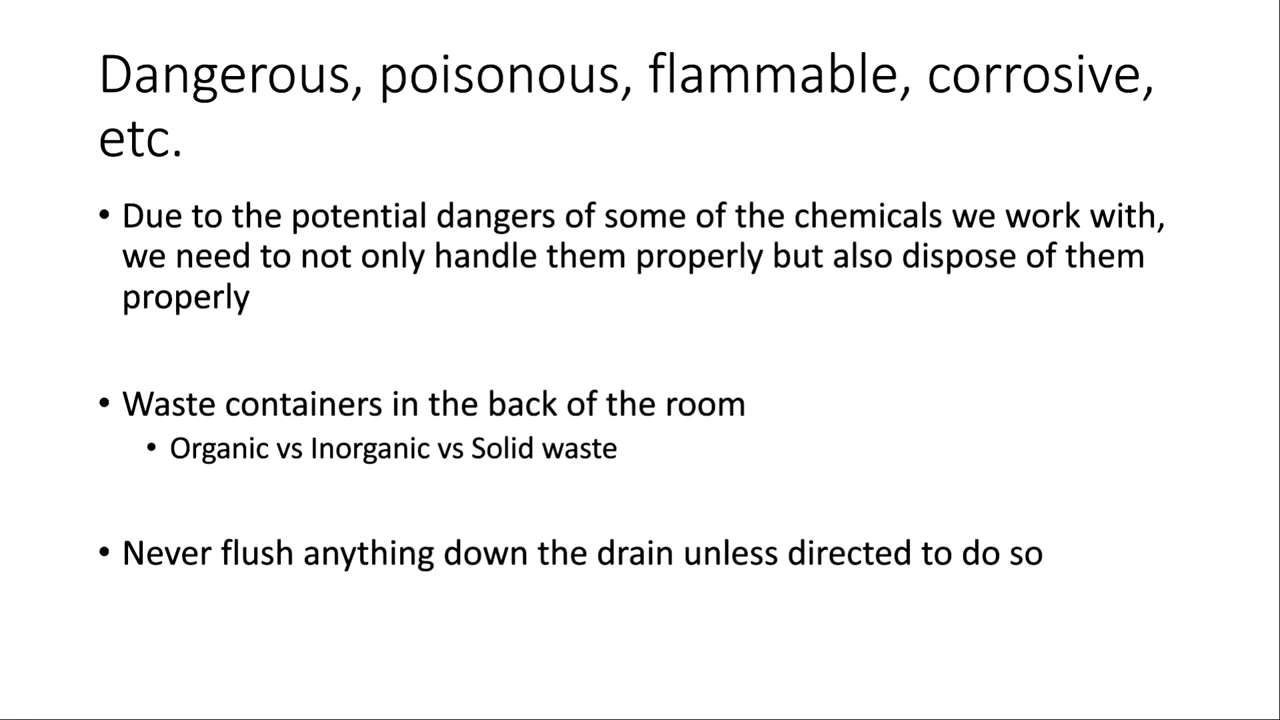 Dangerous, poisonous, flammable, corrosive,
etc.
• Due to the potential dangers of some of the chemicals we work with,
we need to not only handle them properly but also dispose of them
properly
• Waste containers in the back of the room
• Organic vs Inorganic vs Solid waste
• Never flush anything down the drain unless directed to do so